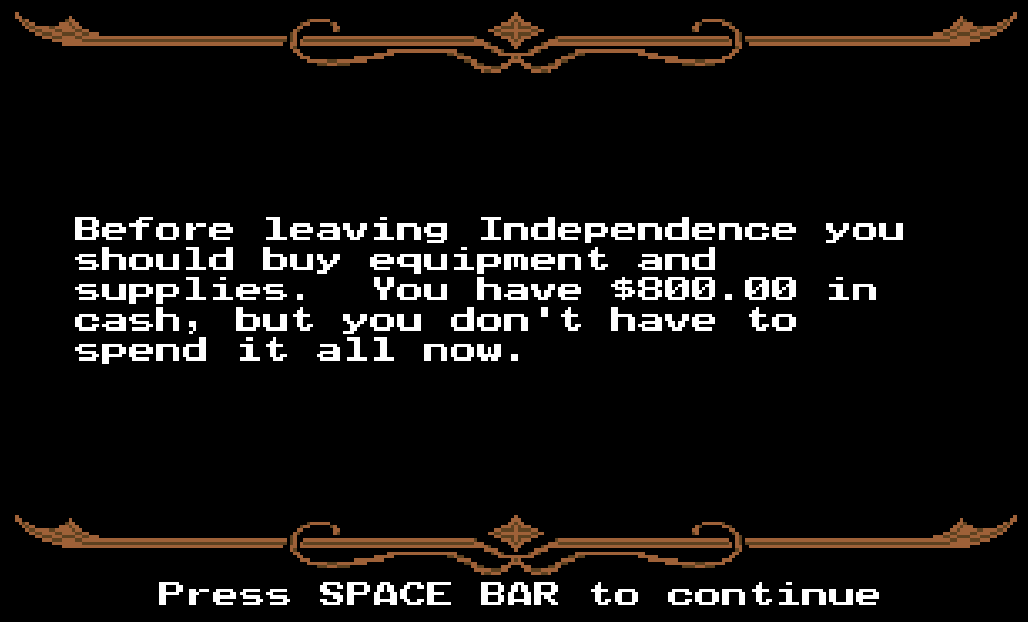 Before leaving Independence you
should buy equipment and
supplies.  You have $800.00 in
cash, but you don't have to
spend it all now.
Press SPACE BAR to continue